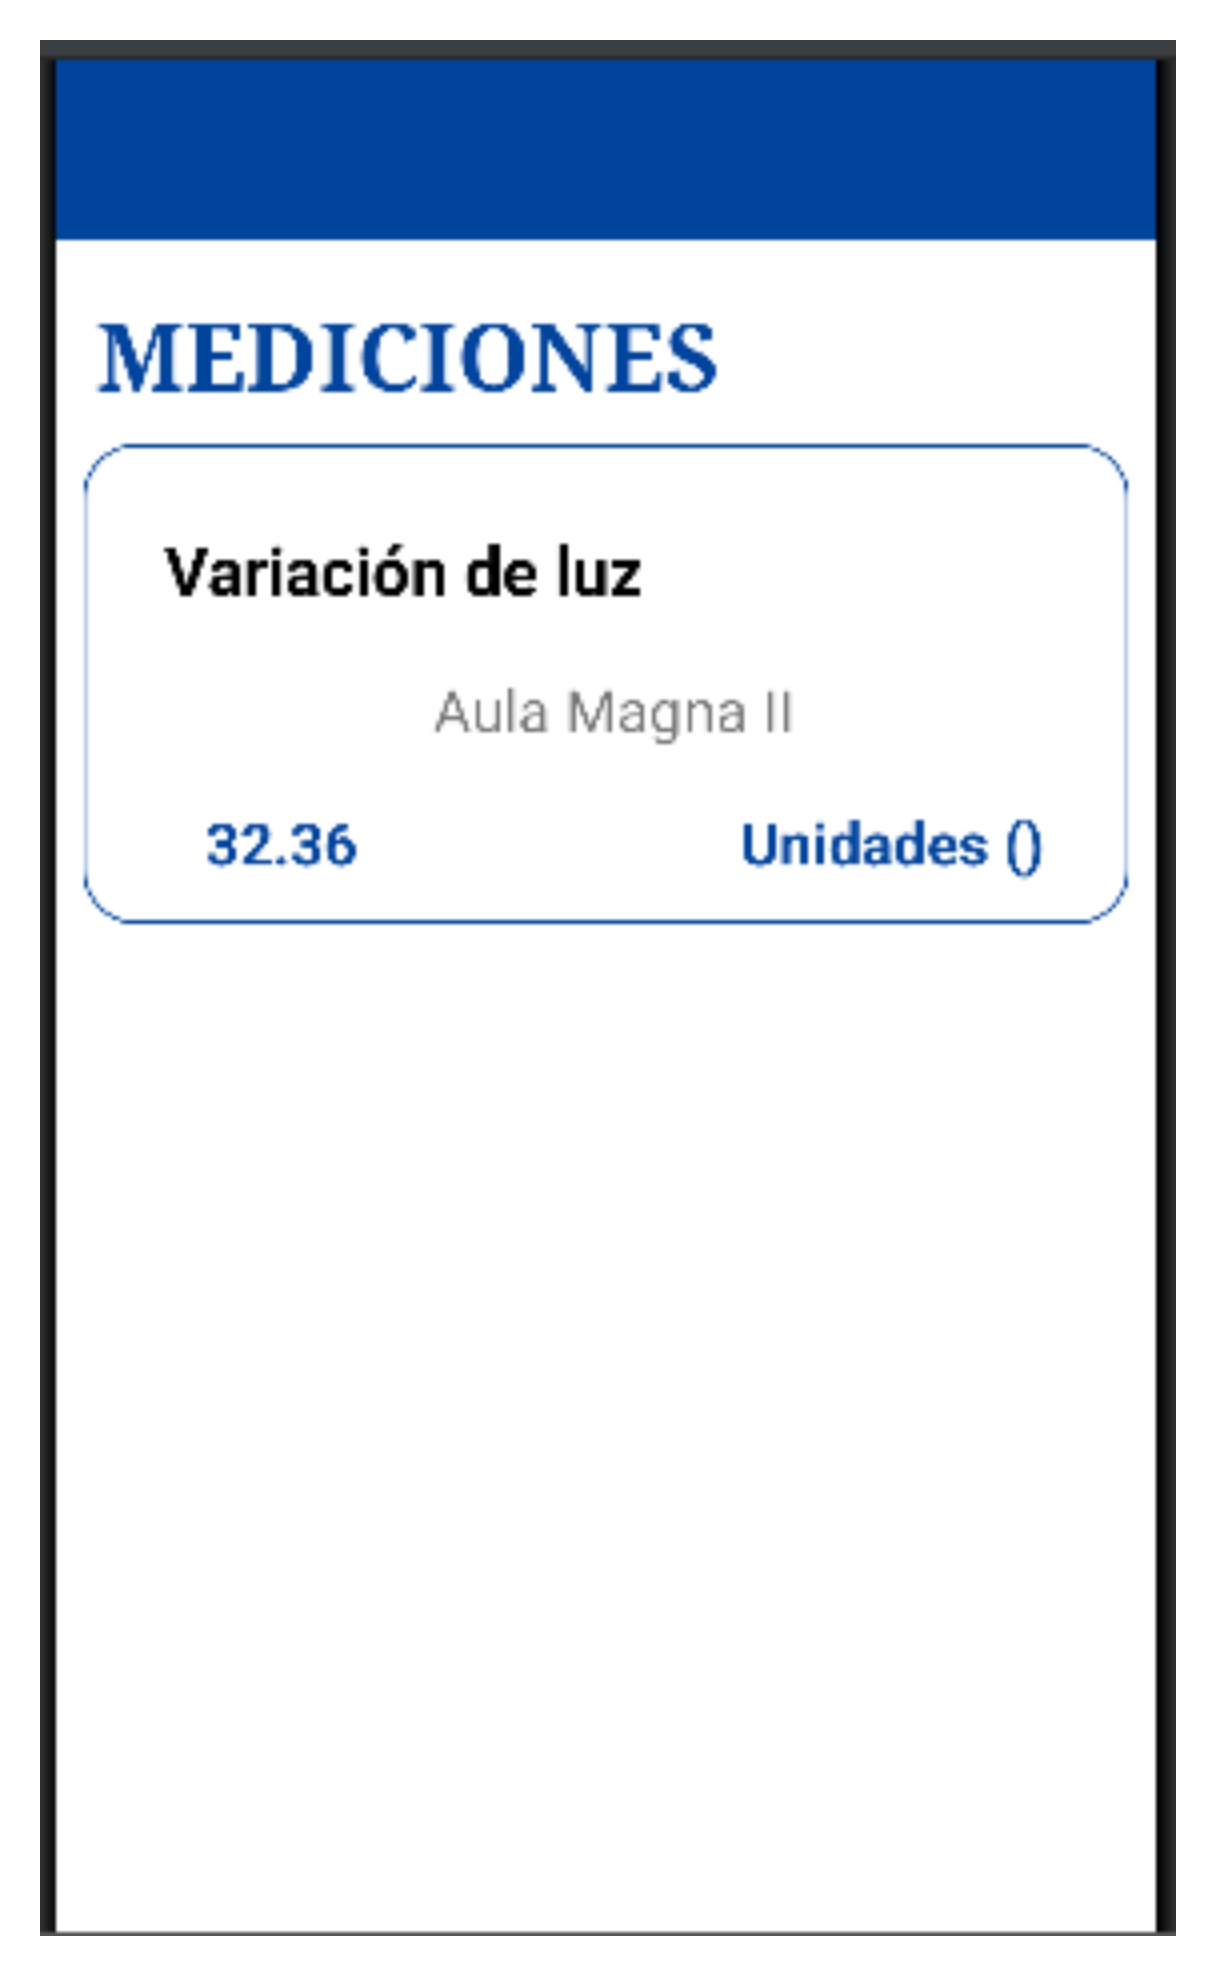 MEDICIONES
Variación de luz
Aula Magna II
32.36 Unidades ()